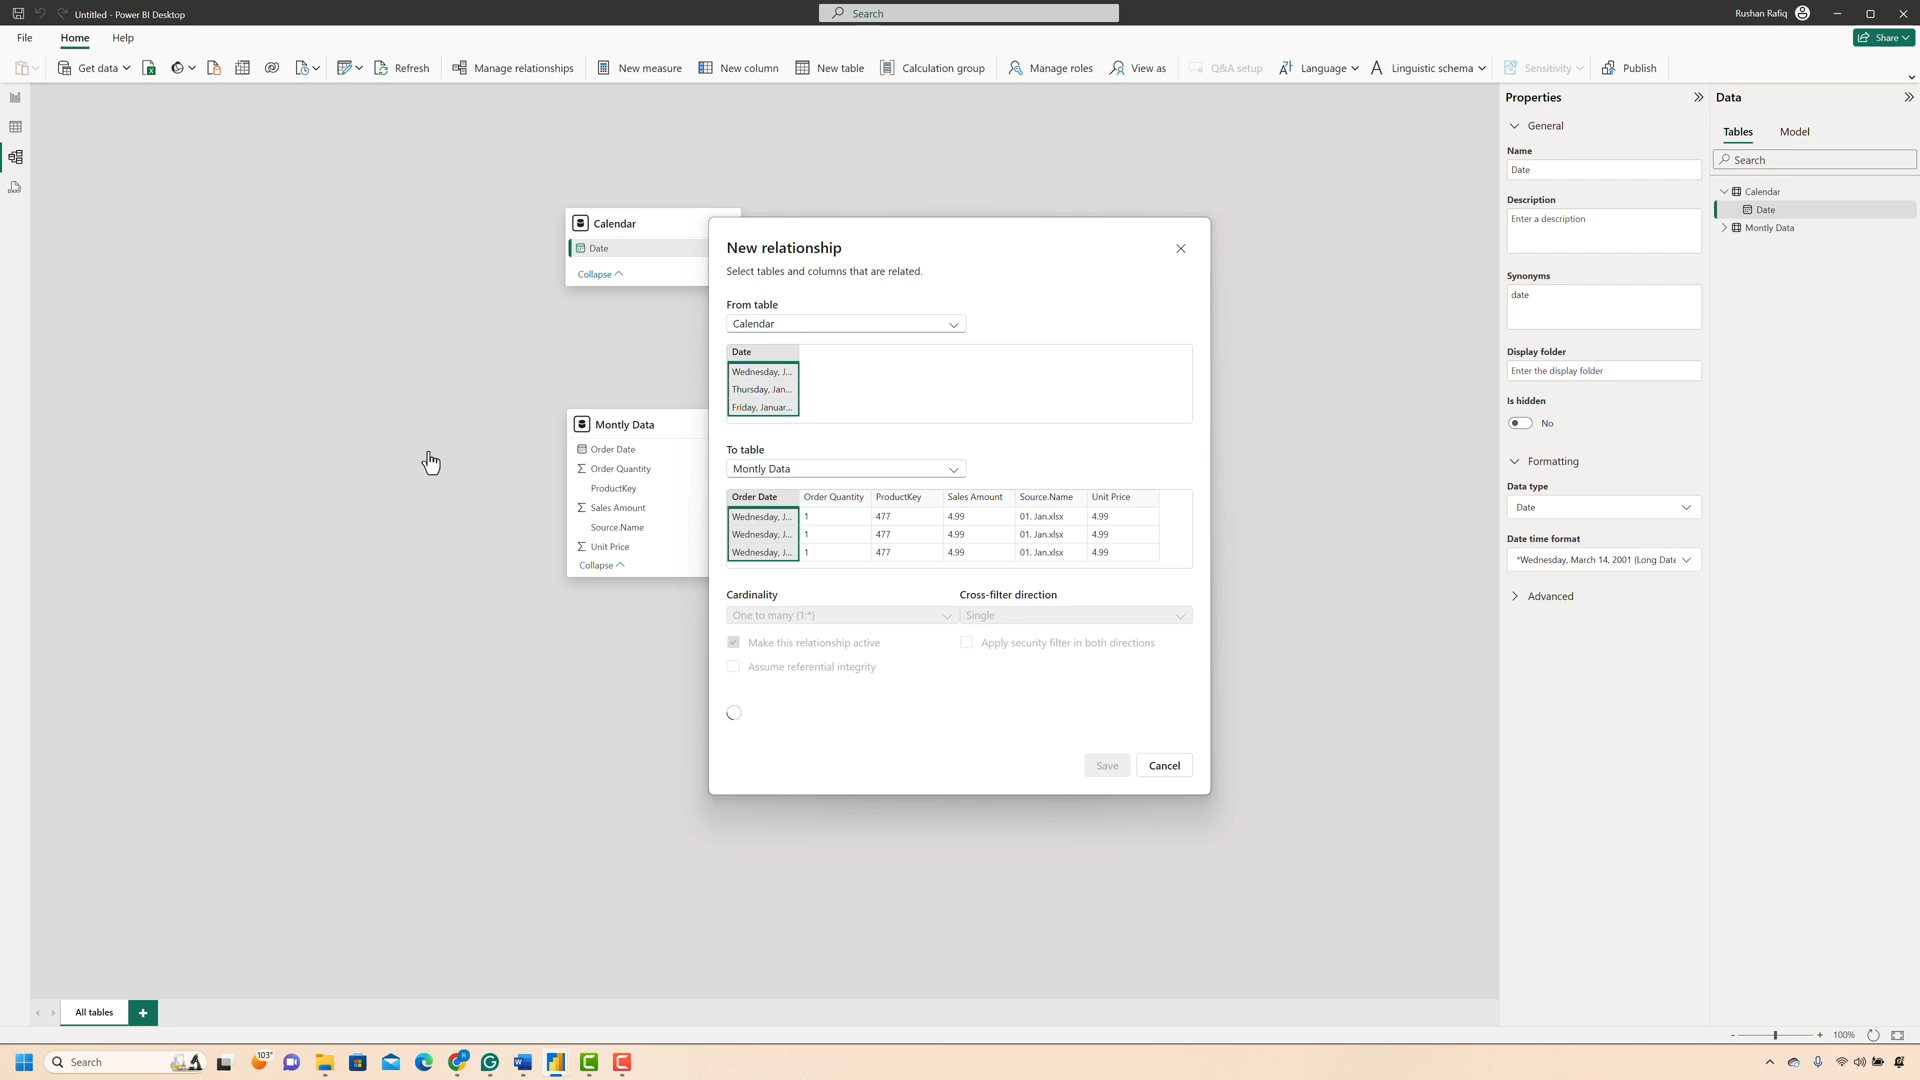 Untitled - Power BI Desktop
Search
Rushan Rafiq
File
Home
Help
Share
Get data
Refresh
Manage relationships
New measure
New column
New table
Calculation group
Manage roles
View as
Q&A setup
Language
Linguistic schema
Sensitivity
Publish
Properties
General
Name
Date
Description
Enter a description
Synonyms
date
Display folder
Enter the display folder
Is hidden
No
Formatting
Data type
Date
Date time format
*Wednesday, March 14, 2001 (Long Date
Advanced
Data
Tables
Model
Search
Calendar
Date
Montly Data
Calendar
Date
Collapse
Montly Data
Order Date
Order Quantity
ProductKey
Sales Amount
Source.Name
Unit Price
Collapse
New relationship
Select tables and columns that are related.
From table
Calendar
Date
Wednesday, J...
Thursday, Jan...
Friday, Januar...
To table
Montly Data
Order Date Order Quantity ProductKey Sales Amount Source.Name Unit Price
Wednesday, J... 1 477 4.99 01. Jan.xlsx 4.99
Wednesday, J... 1 477 4.99 01. Jan.xlsx 4.99
Wednesday, J... 1 477 4.99 01. Jan.xlsx 4.99
Cardinality
One to many (1:*)
Cross-filter direction
Single
Make this relationship active
Apply security filter in both directions
Assume referential integrity
Save
Cancel
All tables
100%
Search
103°